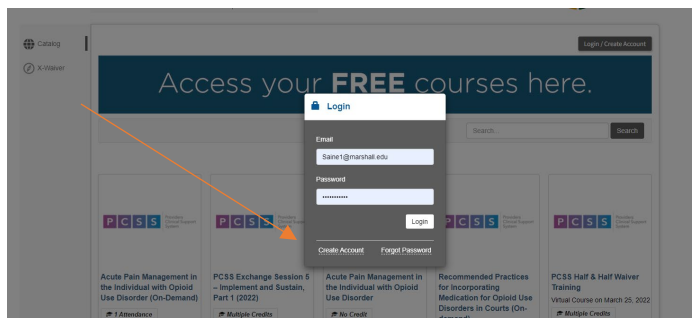 Catalog
Login / Create Account
X-Waiver
Access your FREE courses here.
Login
Email
Search
Search
Saine1@marshall.edu
Password
Login
Create Account
Forgot Password
PCSS
PCSS
PCSS
PCSS
Acute Pain Management in
the Individual with Opioid
Use Disorder (On-Demand)
1 Attendance
PCSS Exchange Session 5
– Implement and Sustain,
Part 1 (2022)
Multiple Credits
Acute Pain Management in
the Individual with Opioid
Use Disorder
No Credit
Recommended Practices
for Incorporating
Medication for Opioid Use
Disorders in Courts (On-
demand)
PCSS Half & Half Waiver
Training
Virtual Course on March 25, 2022
Multiple Credits